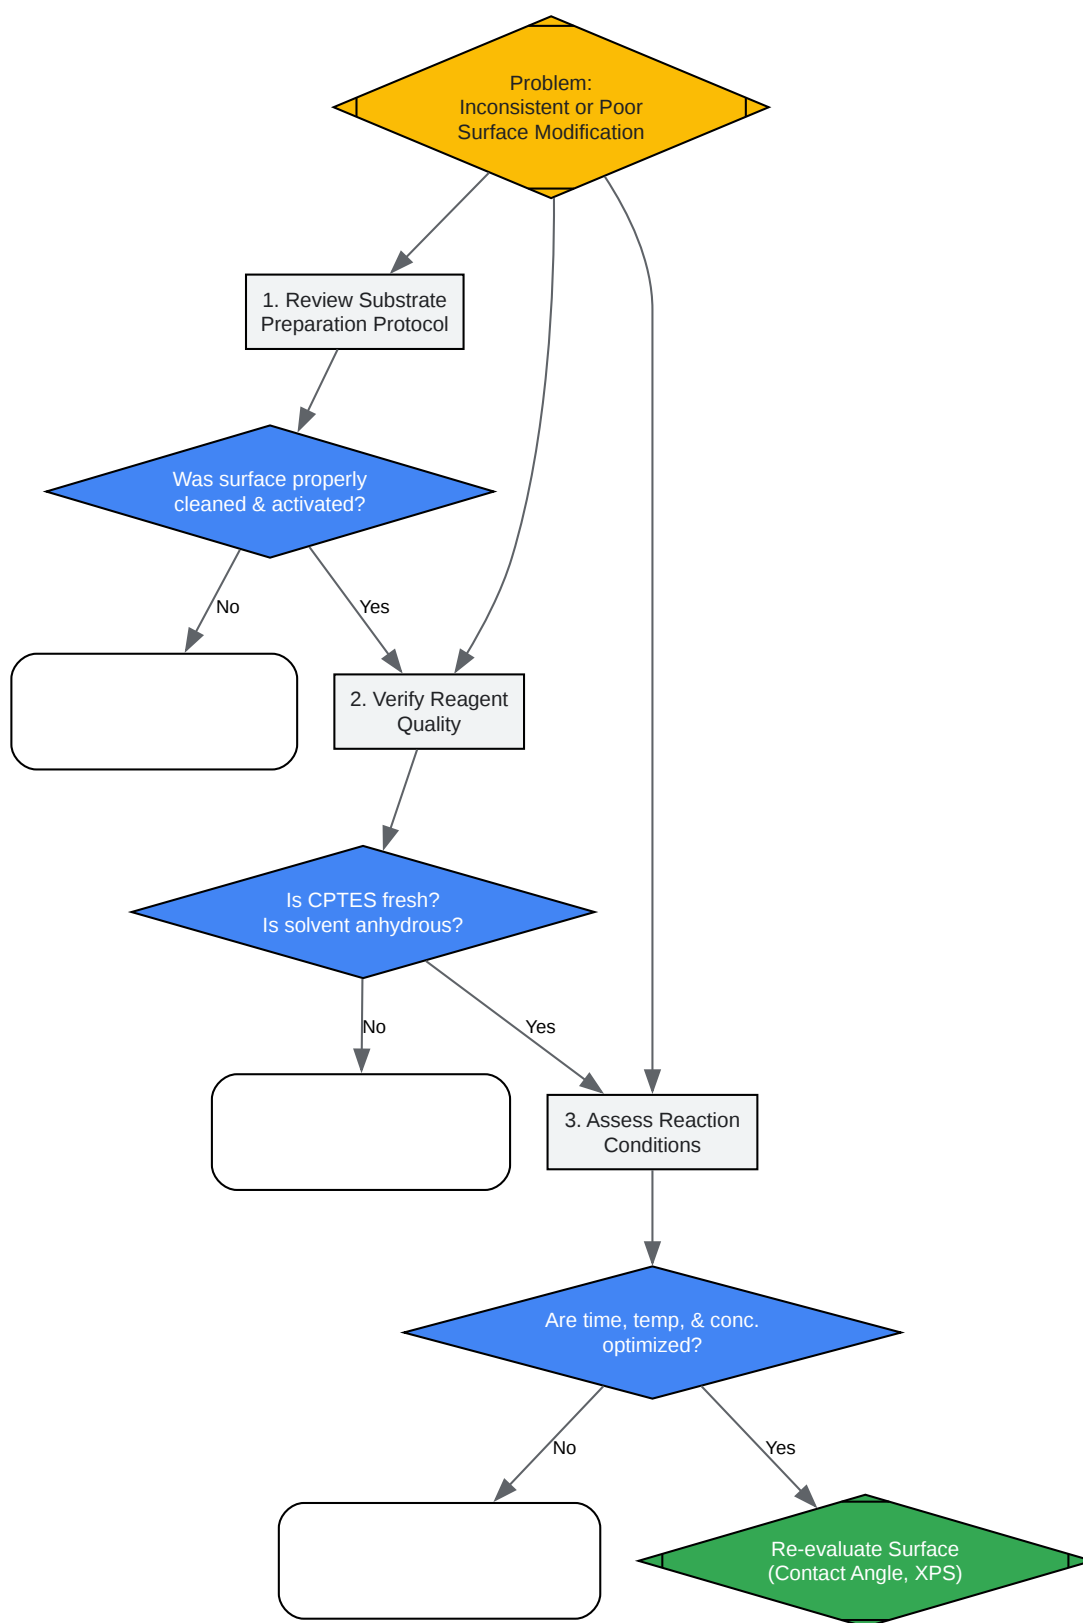 Problem:
Inconsistent or Poor
Surface Modification
1. Review Substrate
Preparation Protocol
Was surface properly
cleaned & activated?
No
Yes
2. Verify Reagent
Quality
Is CPTES fresh?
Is solvent anhydrous?
No
Yes
3. Assess Reaction
Conditions
Are time, temp, & conc.
optimized?
No
Yes
Re-evaluate Surface
(Contact Angle, XPS)